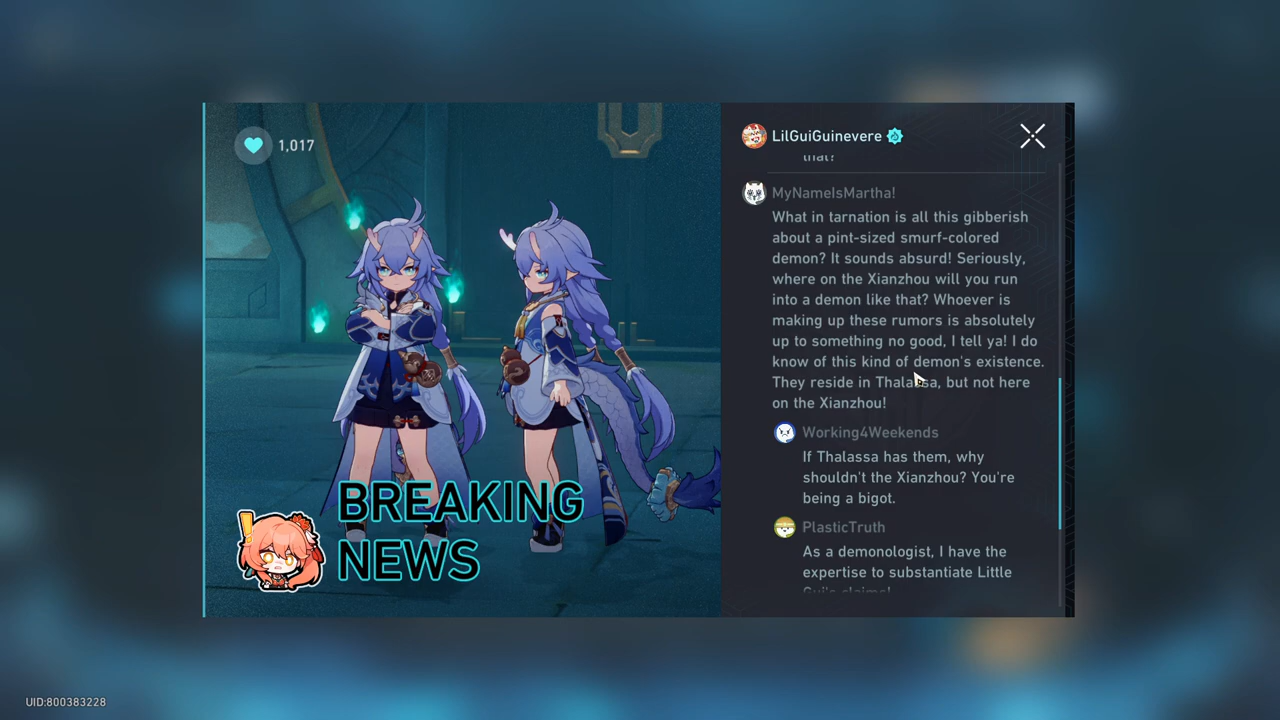 1,017
BREAKING
NEWS
LilGuiGuinevere
that?
MyNameIsMartha!
What in tarnation is all this gibberish
about a pint-sized smurf-colored
demon? It sounds absurd! Seriously,
where on the Xianzhou will you run
into a demon like that? Whoever is
making up these rumors is absolutely
up to something no good, I tell ya! I do
know of this kind of demon's existence.
They reside in Thalassa, but not here
on the Xianzhou!
Working4Weekends
If Thalassa has them, why
shouldn't the Xianzhou? You're
being a bigot.
PlasticTruth
As a demonologist, I have the
expertise to substantiate Little
Gui's claims!
UID:800383228